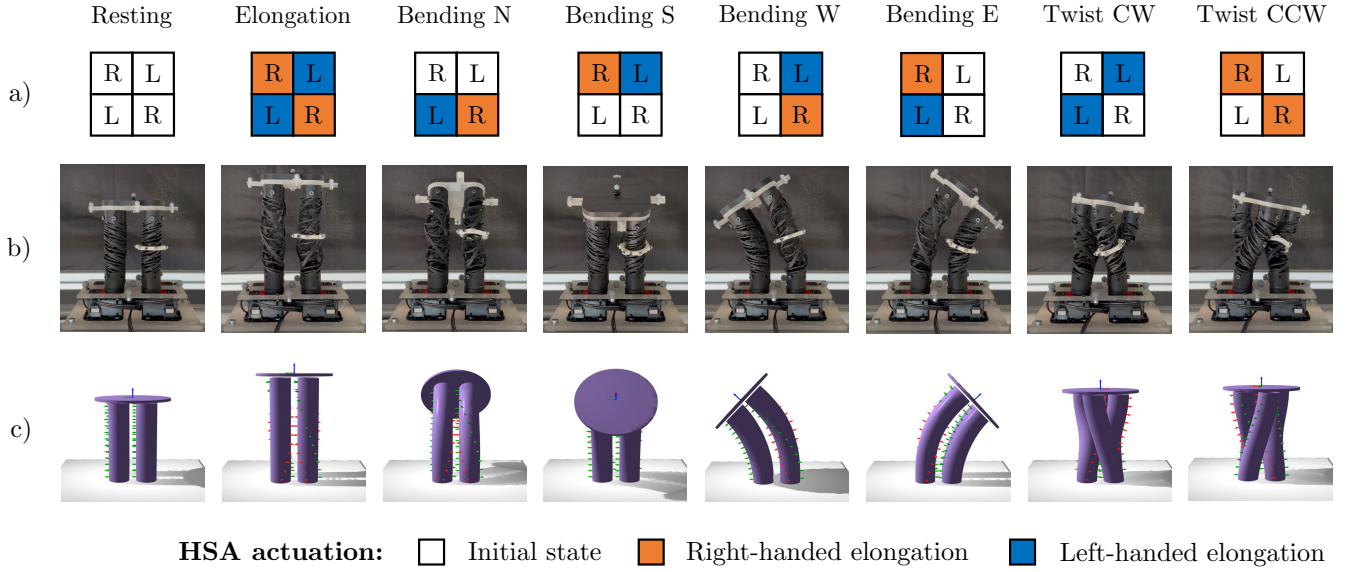 Resting Elongation Bending N Bending S Bending W Bending E Twist CW Twist CCW
a)
R L R L R L R L R L R L R L R L
L R L R L R L R L R L R L R L R
b)
c)
HSA actuation: Initial state Right-handed elongation Left-handed elongation